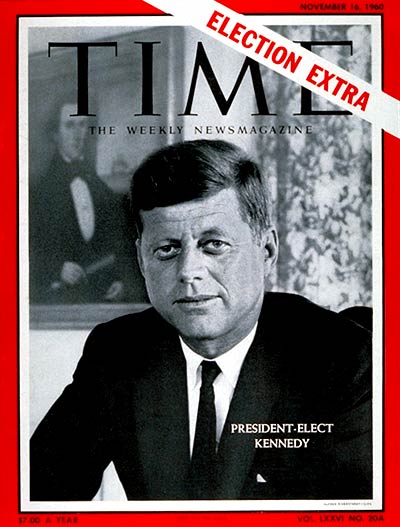 NOVEMBER 16, 1960
ELECTION EXTRA
TIME
THE WEEKLY NEWSMAGAZINE
PRESIDENT-ELECT
KENNEDY
$7.00 A YEAR
VOL. LXXVI NO. 20A